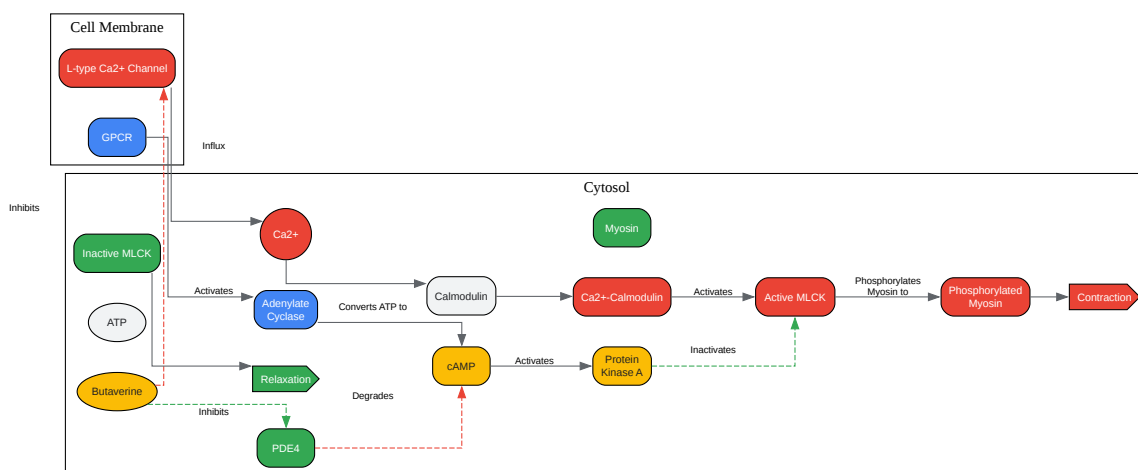 Cell Membrane
L-type Ca2+ Channel
GPCR
Influx
Inhibits
Cytosol
Myosin
Ca2+
Inactive MLCK
Activates
Adenylate
Cyclase
Converts ATP to
Calmodulin
Ca2+-Calmodulin
Activates
Active MLCK
Phosphorylates
Myosin to
Phosphorylated
Myosin
Contraction
ATP
cAMP
Activates
Protein
Kinase A
Inactivates
Relaxation
Butaverine
Inhibits
Degrades
PDE4